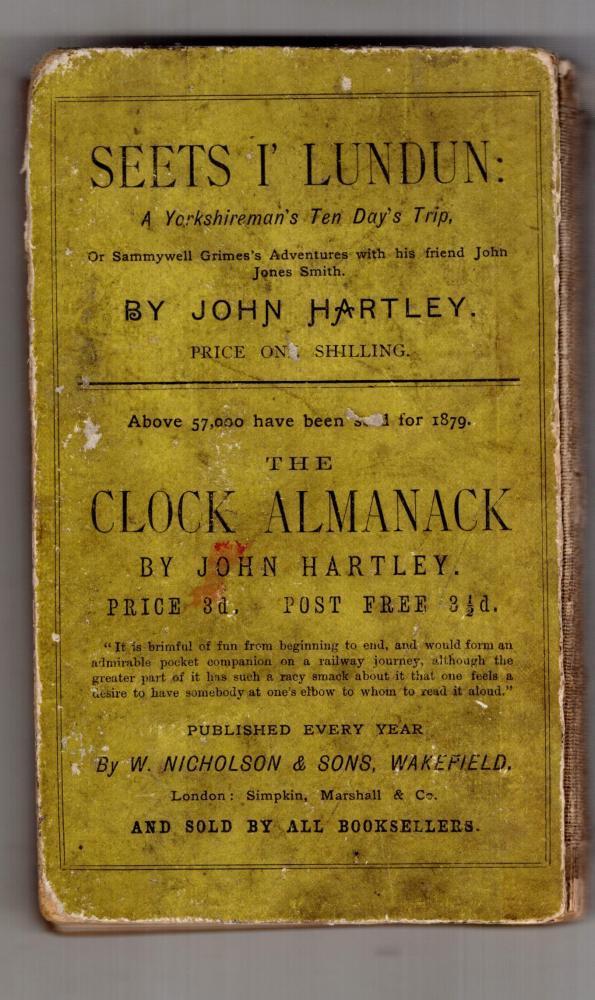 SEETS I' LUNDUN:
A Yorkshireman's Ten Day's Trip,
Or Sammywell Grimes's Adventures with his friend John
Jones Smith.
BY JOHN HARTLEY.
PRICE ONE SHILLING.
Above 57,000 have been sold for 1879.
THE
CLOCK ALMANACK
BY JOHN HARTLEY.
PRICE 3d. POST FREE 3½d.
"It is brimful of fun from beginning to end, and would form an
admirable pocket companion on a railway journey, although the
greater part of it has such a racy smack about it that one feels a
desire to have somebody at one's elbow to whom to read it aloud."
PUBLISHED EVERY YEAR
By W. NICHOLSON & SONS, WAKEFIELD,
London: Simpkin, Marshall & Co.
AND SOLD BY ALL BOOKSELLERS.